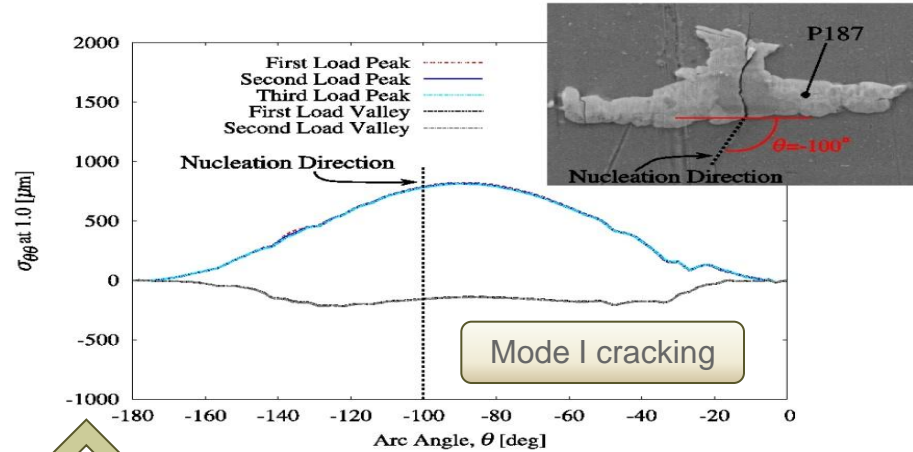 2000
1500
1000
500
0
-500
-1000
σθθ at 1.0 [μm]
First Load Peak
Second Load Peak
Third Load Peak
First Load Valley
Second Load Valley
Nucleation Direction
P187
θ=-100°
Nucleation Direction
Mode I cracking
-180 -160 -140 -120 -100 -80 -60 -40 -20 0
Arc Angle, θ [deg]